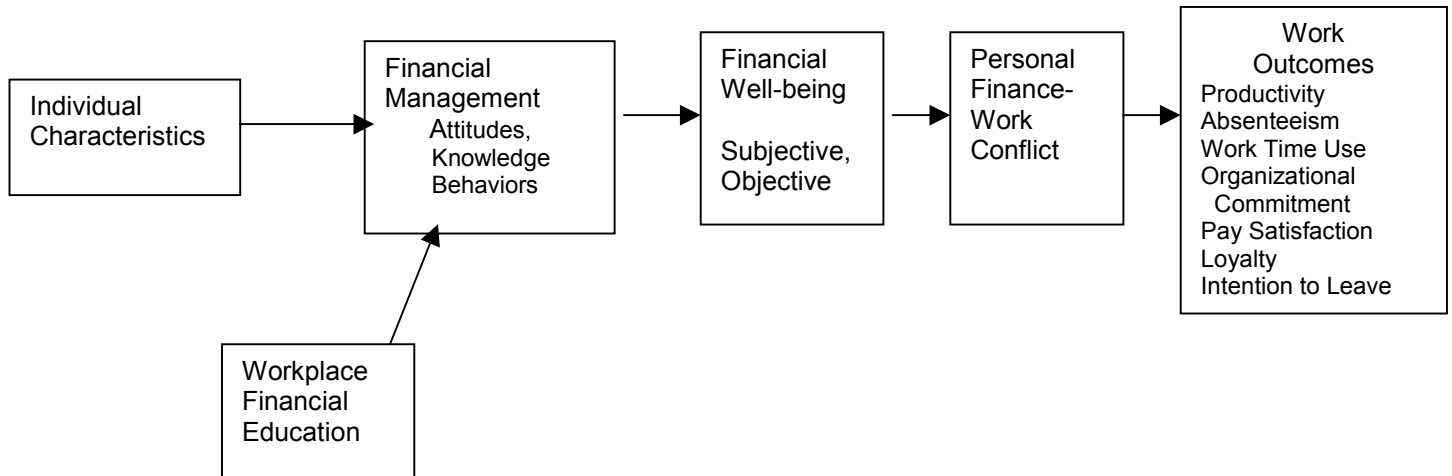 Individual
Characteristics
Financial
Management
Attitudes,
Knowledge
Behaviors
Workplace
Financial
Education
Financial
Well-being
Subjective,
Objective
Personal
Finance-
Work
Conflict
Work
Outcomes
Productivity
Absenteeism
Work Time Use
Organizational
Commitment
Pay Satisfaction
Loyalty
Intention to Leave